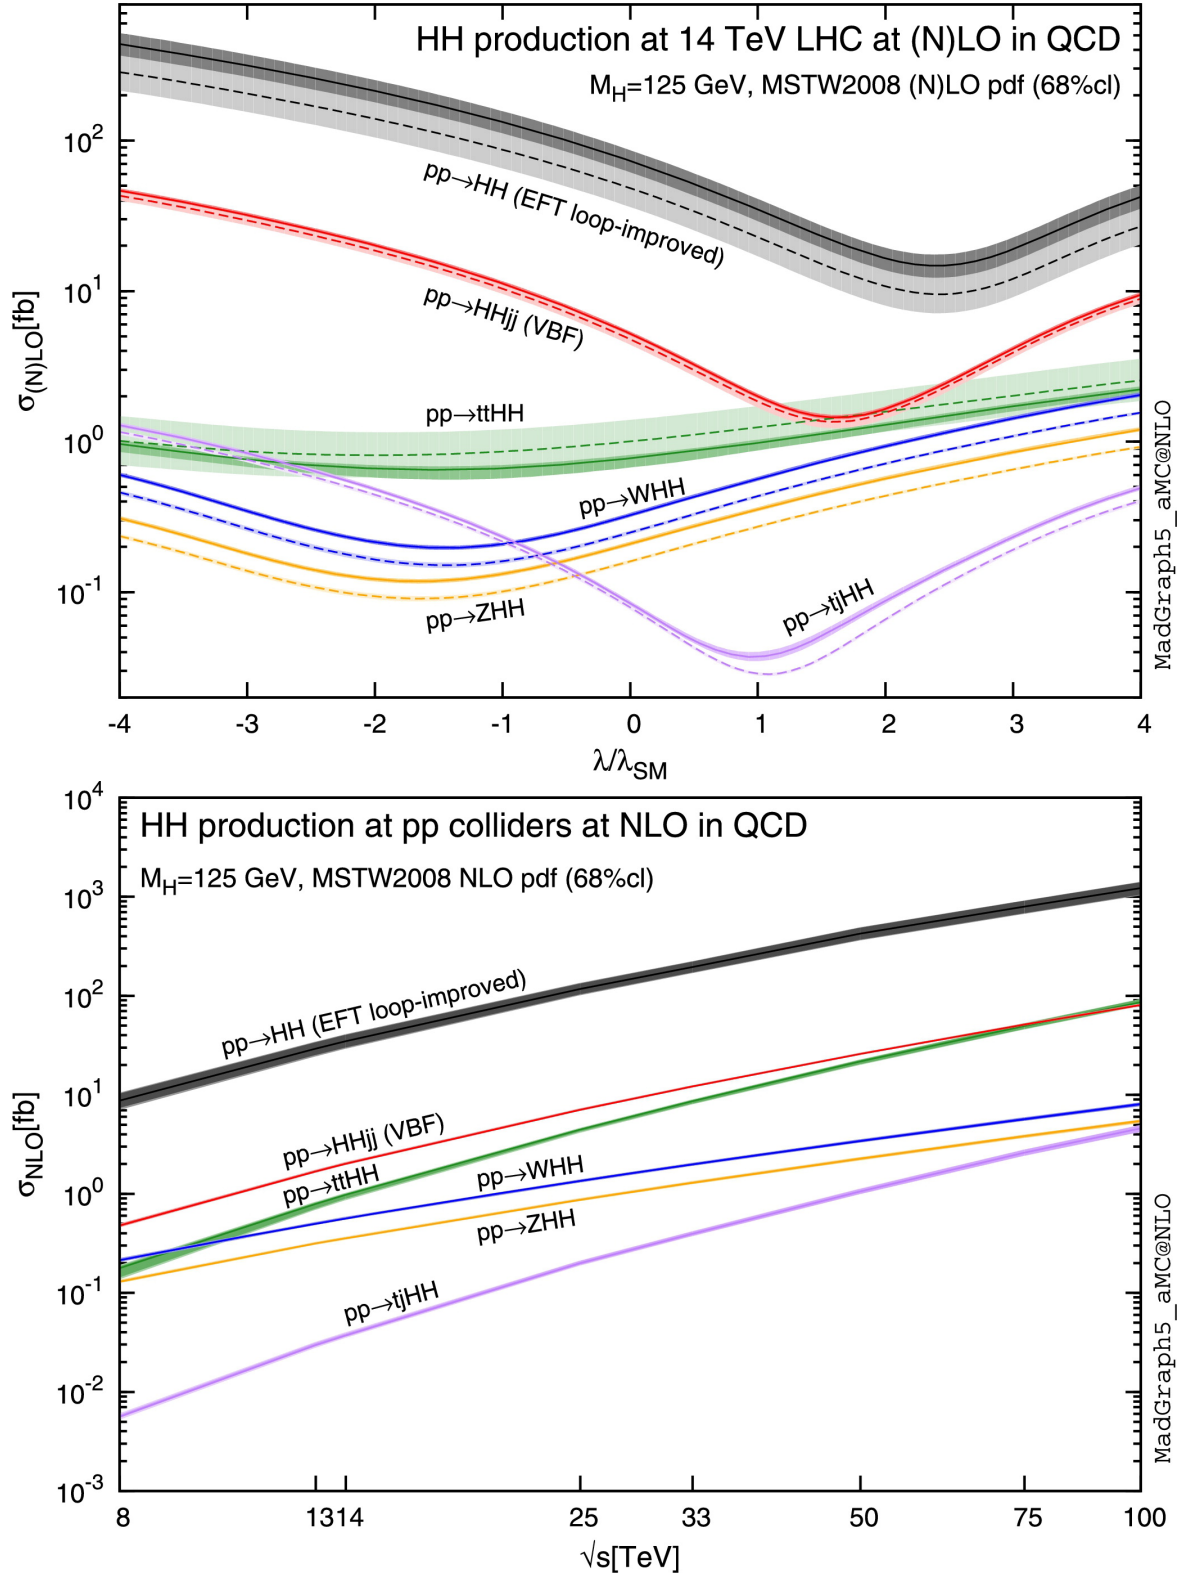 HH production at 14 TeV LHC at (N)LO in QCD
M_H=125 GeV, MSTW2008 (N)LO pdf (68%cl)
10^2
10^1
10^0
10^-1
σ_(N)LO[fb]
pp→HH (EFT loop-improved)
pp→HHjj (VBF)
pp→ttHH
pp→WHH
pp→ZHH
pp→tjHH
MadGraph5_aMC@NLO
-4 -3 -2 -1 0 1 2 3 4
λ/λ_SM
HH production at pp colliders at NLO in QCD
M_H=125 GeV, MSTW2008 NLO pdf (68%cl)
10^4
10^3
10^2
10^1
10^0
10^-1
10^-2
10^-3
σ_NLO[fb]
pp→HH (EFT loop-improved)
pp→HHjj (VBF)
pp→ttHH
pp→WHH
pp→ZHH
pp→tjHH
MadGraph5_aMC@NLO
8 13 14 25 33 50 75 100
√s[TeV]